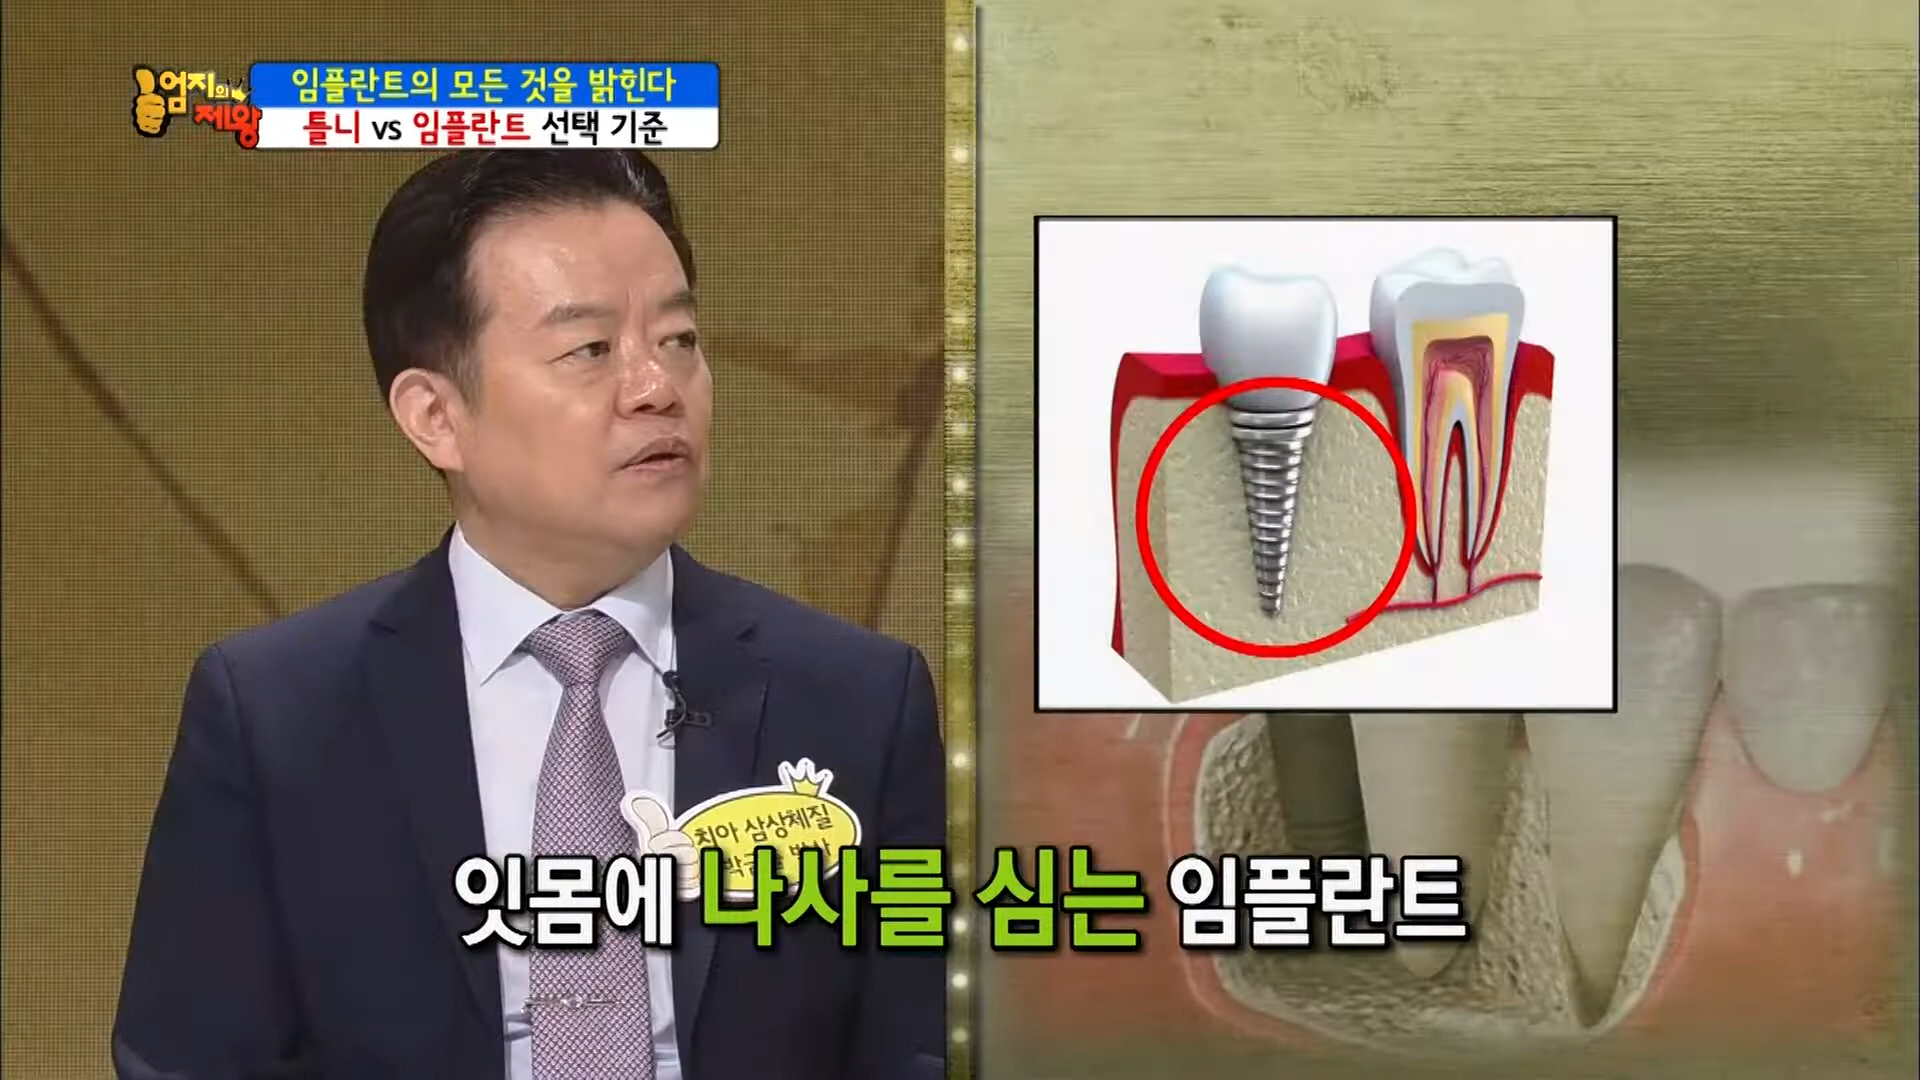 엄지의
제왕
임플란트의 모든 것을 밝힌다
틀니 vs 임플란트 선택 기준
치아 삼상체질
잇몸에 나사를 심는 임플란트